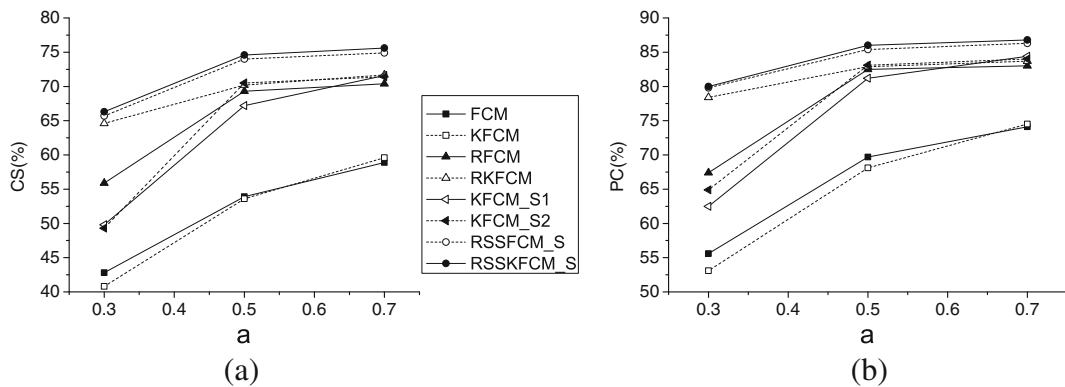 80
75
70
65
60
55
50
45
40
CS(%)
0.3 0.4 0.5 0.6 0.7
a
(a)
FCM
KFCM
RFCM
RKFCM
KFCM_S1
KFCM_S2
RSSFCM_S
RSSKFCM_S
90
85
80
75
70
65
60
55
50
PC(%)
0.3 0.4 0.5 0.6 0.7
a
(b)